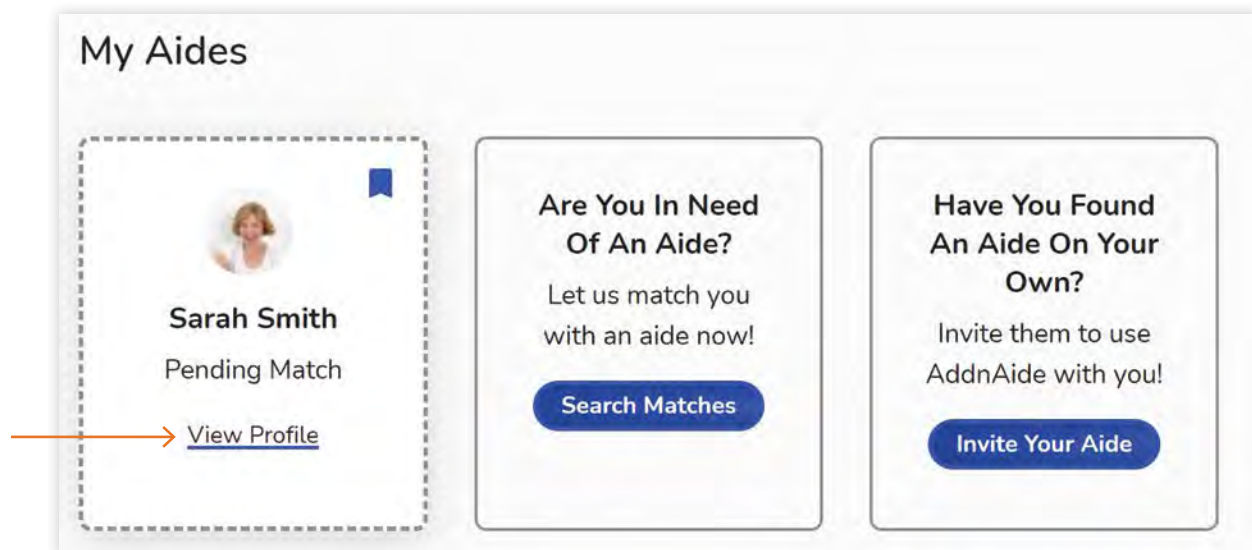 My Aides
Sarah Smith
Pending Match
View Profile
Are You In Need
Of An Aide?
Let us match you
with an aide now!
Search Matches
Have You Found
An Aide On Your
Own?
Invite them to use
AddnAide with you!
Invite Your Aide